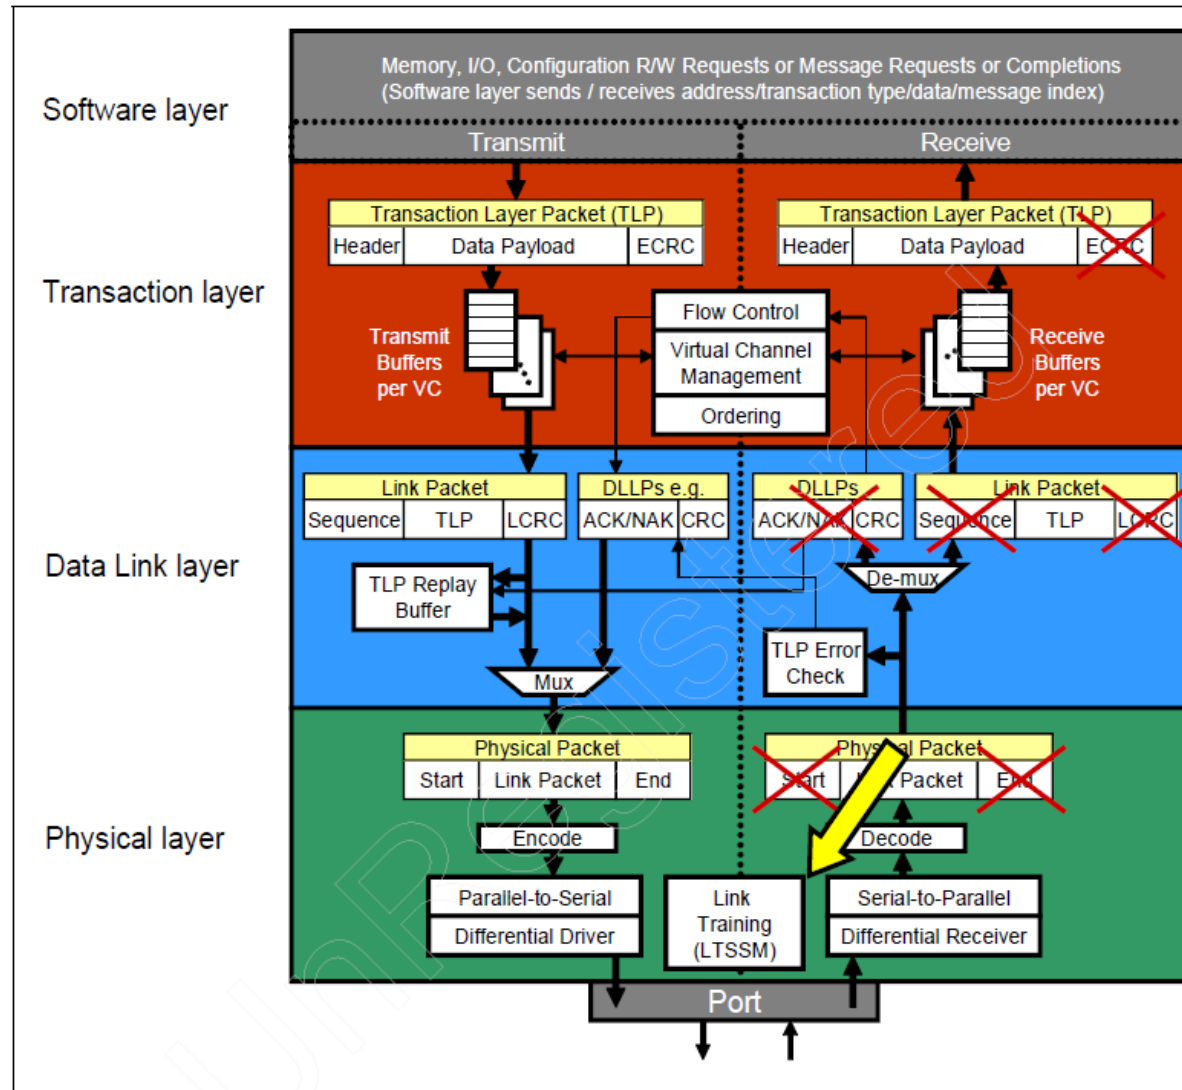 Software layer
Memory, I/O, Configuration R/W Requests or Message Requests or Completions
(Software layer sends / receives address/transaction type/data/message index)
Transmit
Receive
Transaction layer
Transaction Layer Packet (TLP)
Header Data Payload ECRC
Transaction Layer Packet (TLP)
Header Data Payload ECRC
Transmit
Buffers
per VC
Flow Control
Virtual Channel
Management
Ordering
Receive
Buffers
per VC
Data Link layer
Link Packet
Sequence TLP LCRC
DLLPs e.g.
ACK/NAK CRC
DLLPs
ACK/NAK CRC
Link Packet
Sequence TLP LCRC
TLP Replay
Buffer
De-mux
TLP Error
Check
Mux
Physical layer
Physical Packet
Start Link Packet End
Physical Packet
Start Link Packet End
Encode
Decode
Parallel-to-Serial
Differential Driver
Link
Training
(LTSSM)
Serial-to-Parallel
Differential Receiver
Port
UnRegistered